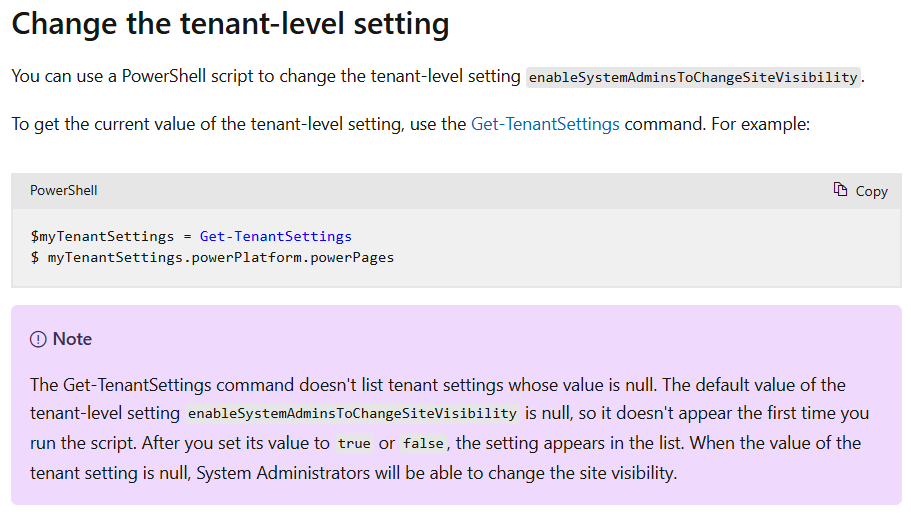 Change the tenant-level setting
You can use a PowerShell script to change the tenant-level setting enableSystemAdminsToChangeSiteVisibility.
To get the current value of the tenant-level setting, use the Get-TenantSettings command. For example:
PowerShell
Copy
$myTenantSettings = Get-TenantSettings
$ myTenantSettings.powerPlatform.powerPages
Note
The Get-TenantSettings command doesn't list tenant settings whose value is null. The default value of the
tenant-level setting enableSystemAdminsToChangeSiteVisibility is null, so it doesn't appear the first time you
run the script. After you set its value to true or false, the setting appears in the list. When the value of the
tenant setting is null, System Administrators will be able to change the site visibility.